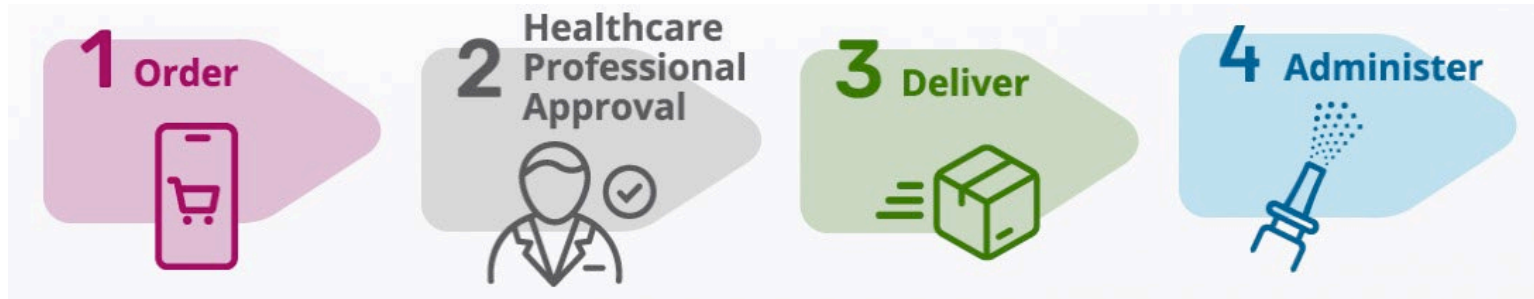 1 Order
2 Healthcare
Professional
Approval
3 Deliver
4 Administer